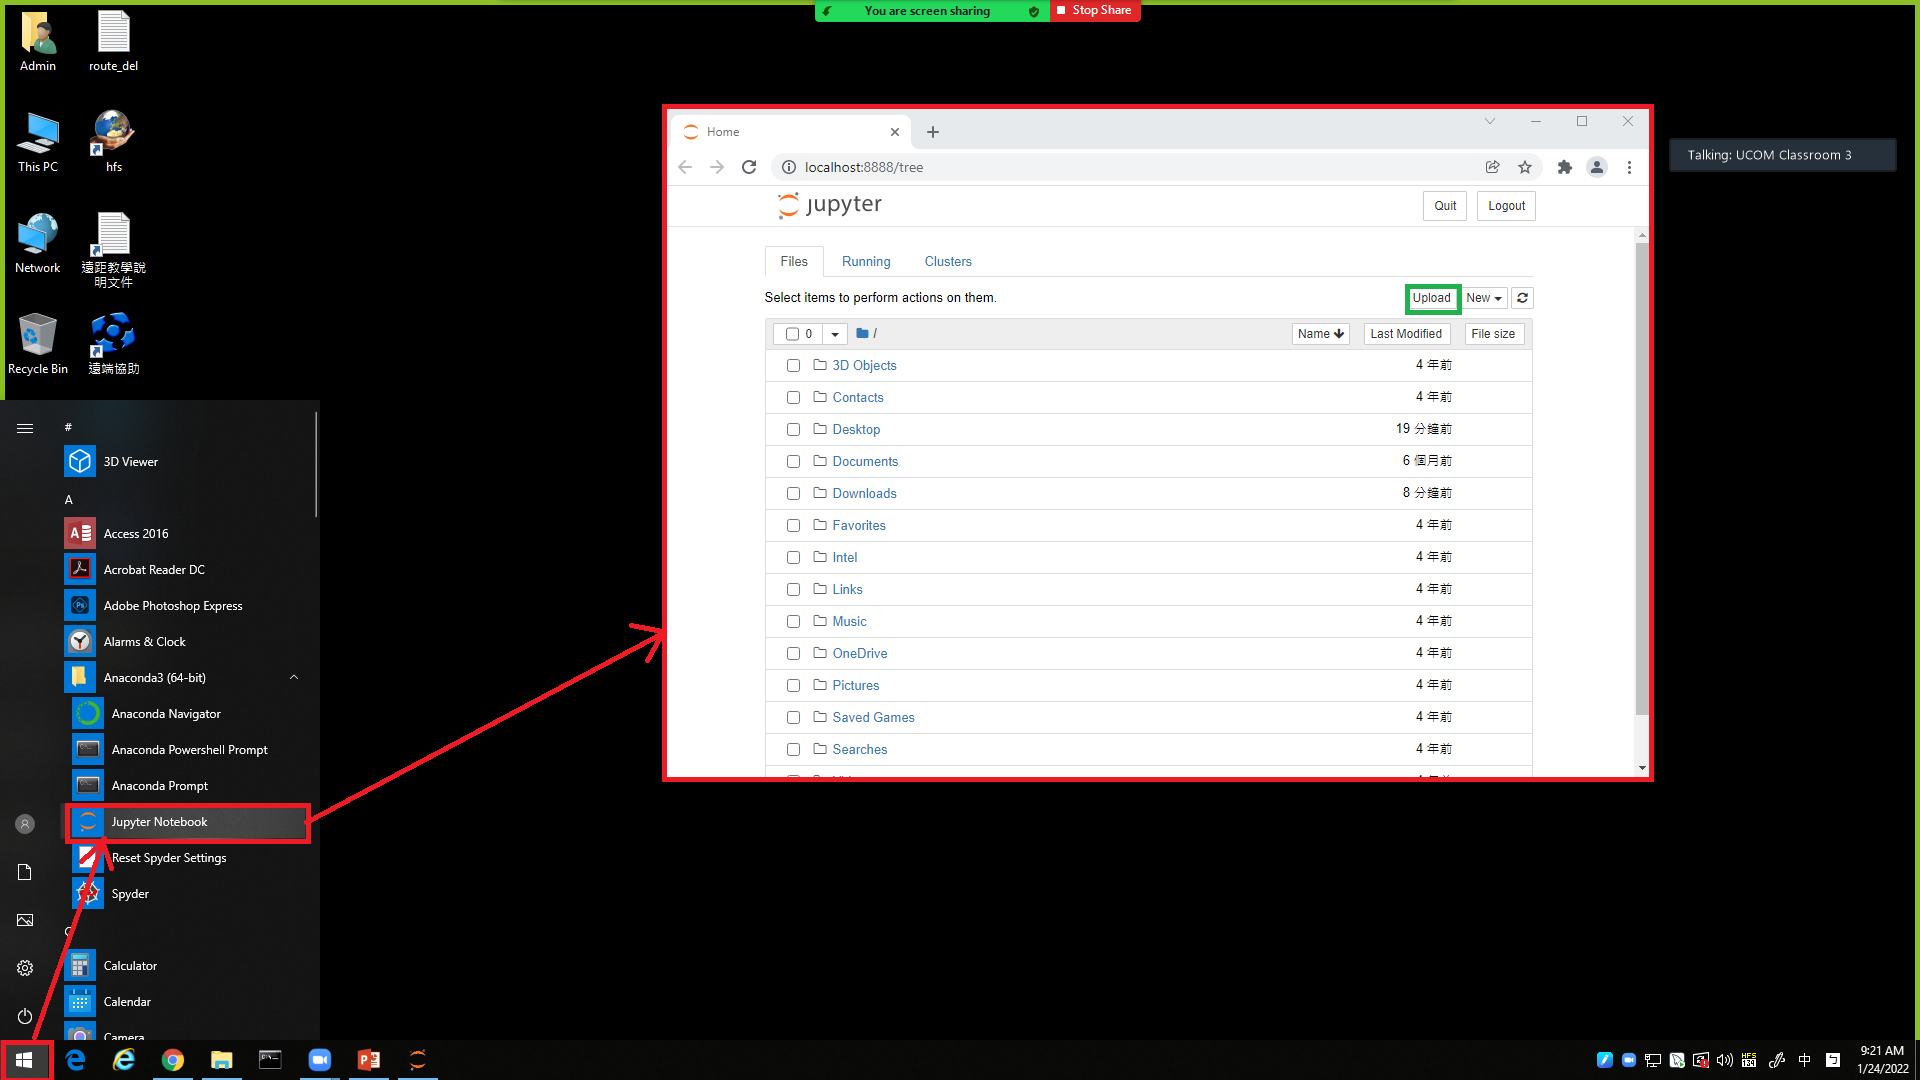 You are screen sharing
Stop Share
Admin
route_del
This PC
hfs
Network
遠距教學說
明文件
Recycle Bin
遠端協助
Talking: UCOM Classroom 3
Home
localhost:8888/tree
jupyter
Quit
Logout
Files
Running
Clusters
Select items to perform actions on them.
Upload
New
0
/
Name
Last Modified
File size
3D Objects 4 年前
Contacts 4 年前
Desktop 19 分鐘前
Documents 6 個月前
Downloads 8 分鐘前
Favorites 4 年前
Intel 4 年前
Links 4 年前
Music 4 年前
OneDrive 4 年前
Pictures 4 年前
Saved Games 4 年前
Searches 4 年前
#
3D Viewer
A
Access 2016
Acrobat Reader DC
Adobe Photoshop Express
Alarms & Clock
Anaconda3 (64-bit)
Anaconda Navigator
Anaconda Powershell Prompt
Anaconda Prompt
Jupyter Notebook
Reset Spyder Settings
Spyder
C
Calculator
Calendar
Camera
中
9:21 AM
1/24/2022